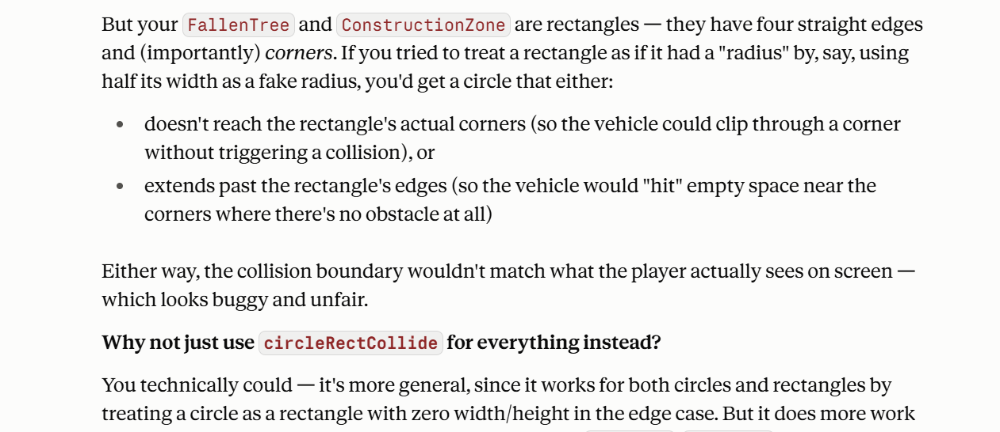 But your FallenTree and ConstructionZone are rectangles — they have four straight edges
and (importantly) corners. If you tried to treat a rectangle as if it had a "radius" by, say, using
half its width as a fake radius, you'd get a circle that either:
doesn't reach the rectangle's actual corners (so the vehicle could clip through a corner
without triggering a collision), or
extends past the rectangle's edges (so the vehicle would "hit" empty space near the
corners where there's no obstacle at all)
Either way, the collision boundary wouldn't match what the player actually sees on screen —
which looks buggy and unfair.
Why not just use circleRectCollide for everything instead?
You technically could — it's more general, since it works for both circles and rectangles by
treating a circle as a rectangle with zero width/height in the edge case. But it does more work